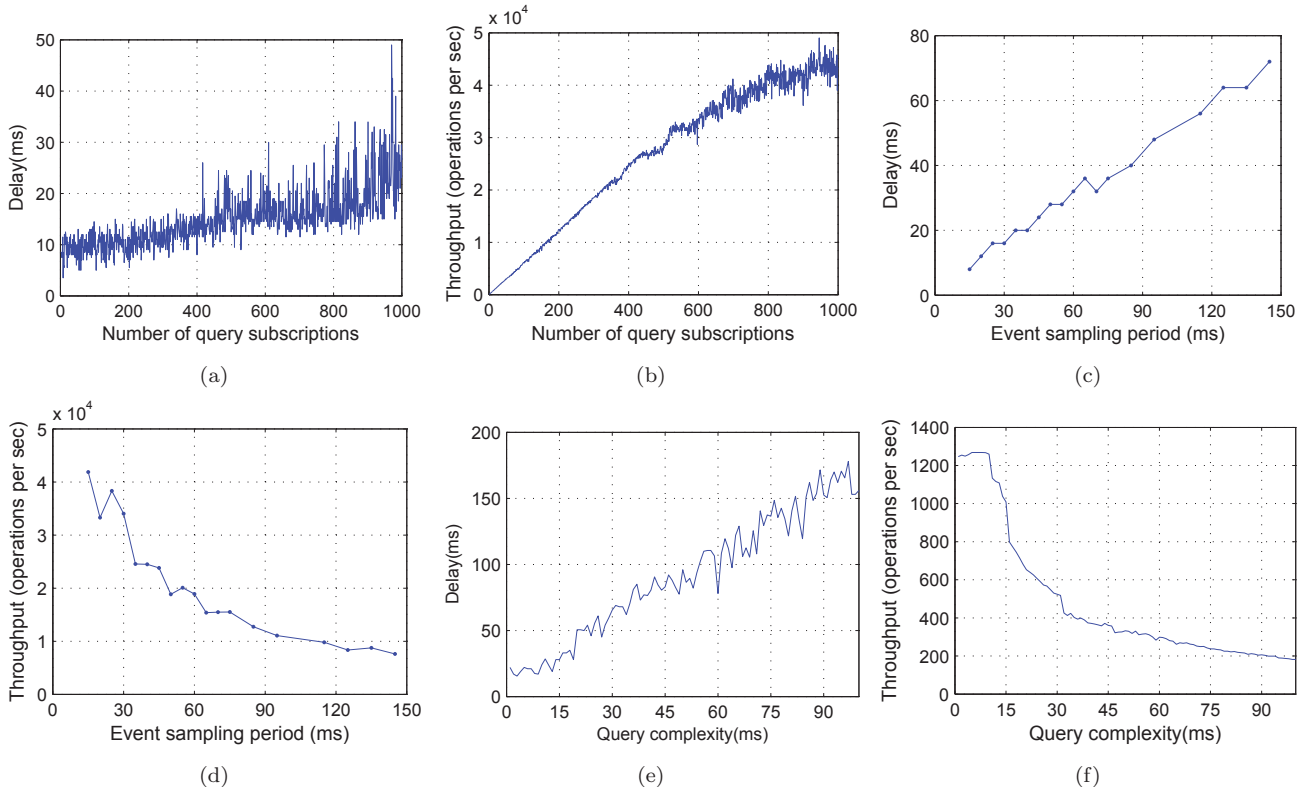 50
40
30
20
10
0
Delay(ms)
0 200 400 600 800 1000
Number of query subscriptions
(a)
x 10^4
5
4
3
2
1
0
Throughput (operations per sec)
0 200 400 600 800 1000
Number of query subscriptions
(b)
80
60
40
20
0
Delay(ms)
0 30 60 90 120 150
Event sampling period (ms)
(c)
x 10^4
5
4
3
2
1
0
Throughput (operations per sec)
0 30 60 90 120 150
Event sampling period (ms)
(d)
200
150
100
50
0
Delay(ms)
0 15 30 45 60 75 90
Query complexity(ms)
(e)
1400
1200
1000
800
600
400
200
0
Throughput (operations per sec)
0 15 30 45 60 75 90
Query complexity(ms)
(f)